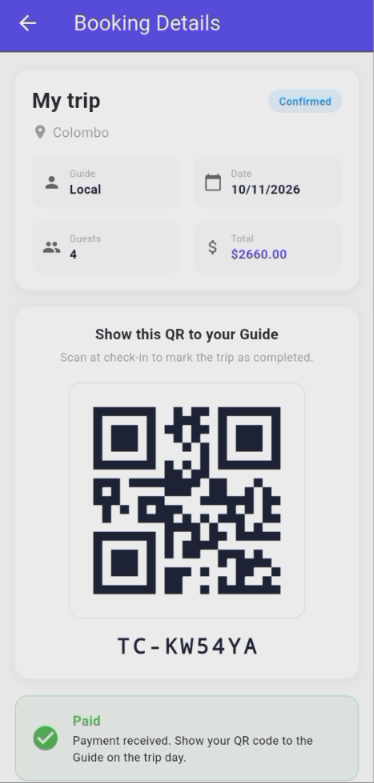 Booking Details
My trip
Confirmed
Colombo
Guide
Local
Date
10/11/2026
Guests
4
Total
$2660.00
Show this QR to your Guide
Scan at check-in to mark the trip as completed.
TC-KW54YA
Paid
Payment received. Show your QR code to the
Guide on the trip day.